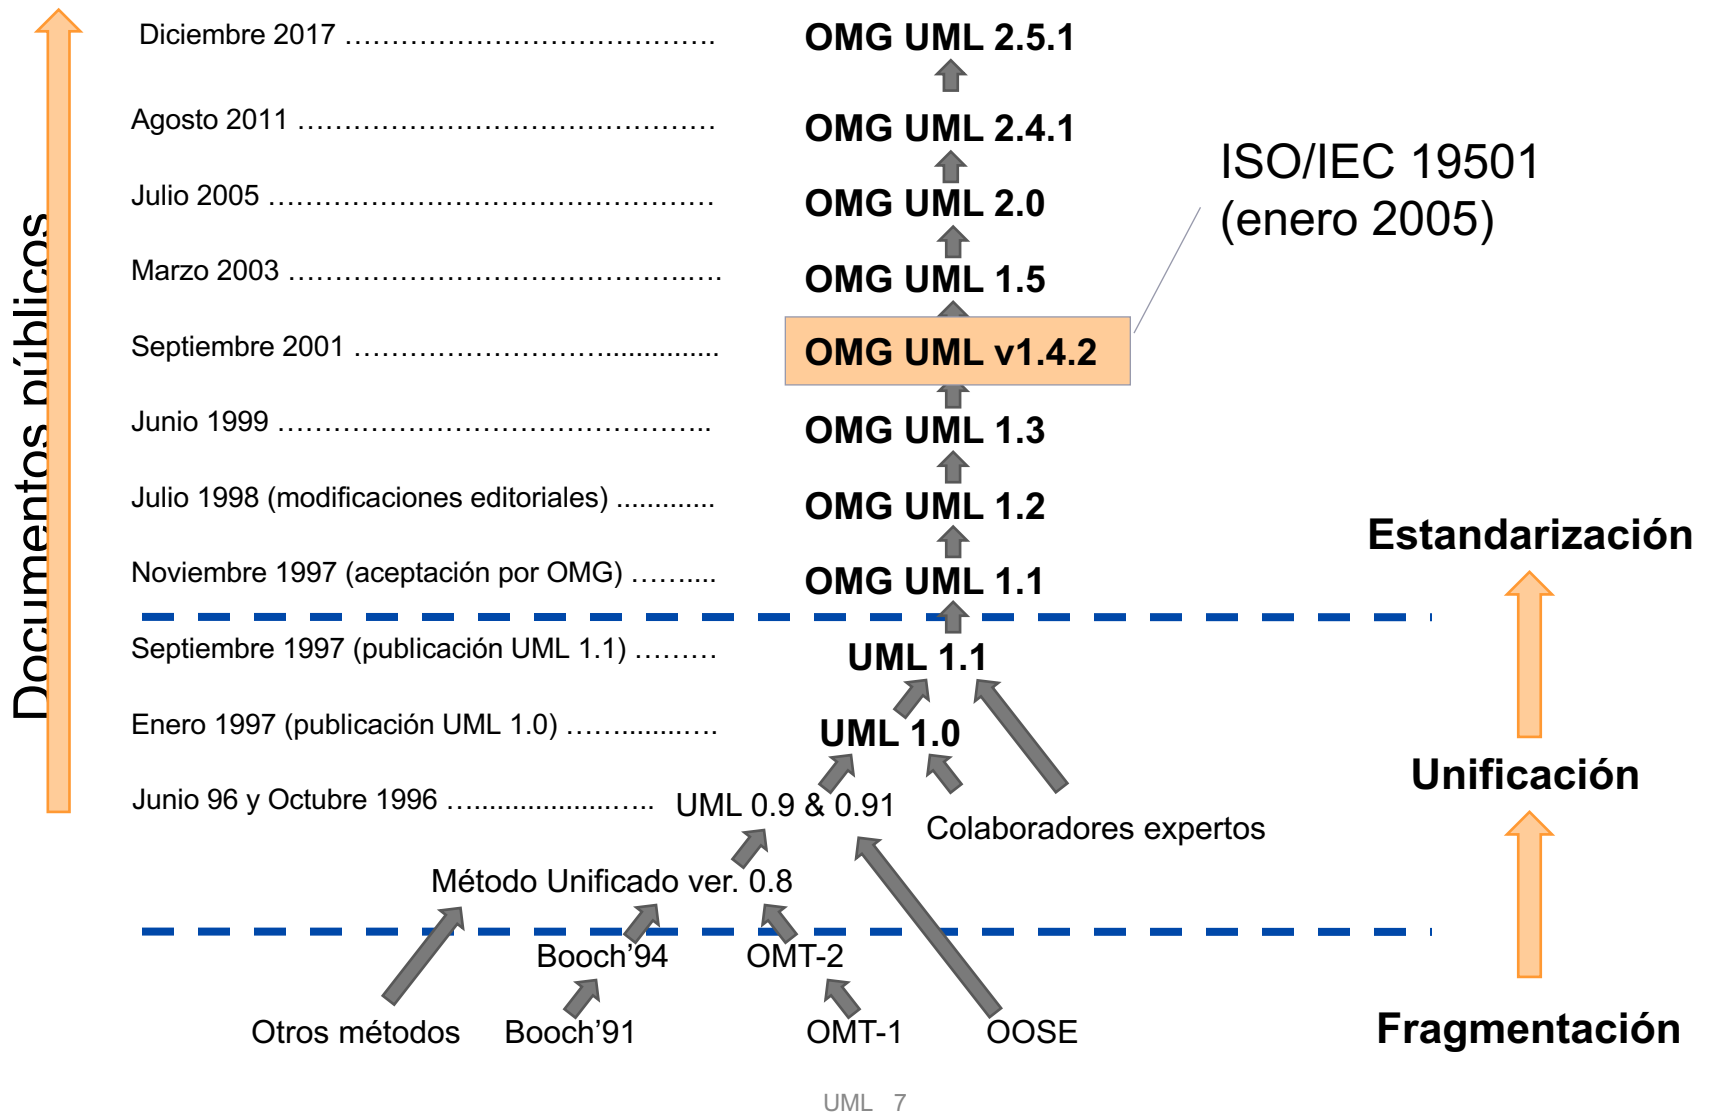 Documentos públicos
Diciembre 2017 ………………………………….
OMG UML 2.5.1
Agosto 2011 ………………………………………
OMG UML 2.4.1
ISO/IEC 19501
(enero 2005)
Julio 2005 …………………………………………
OMG UML 2.0
Marzo 2003 …………………………………….…..
OMG UML 1.5
Septiembre 2001 ………………………...............
OMG UML v1.4.2
Junio 1999 ………………………………………..
OMG UML 1.3
Julio 1998 (modificaciones editoriales) .............
OMG UML 1.2
Estandarización
Noviembre 1997 (aceptación por OMG) …….....
OMG UML 1.1
Septiembre 1997 (publicación UML 1.1) ………
UML 1.1
Enero 1997 (publicación UML 1.0) ……........….
UML 1.0
Unificación
Junio 96 y Octubre 1996 …..................…..
UML 0.9 & 0.91
Colaboradores expertos
Método Unificado ver. 0.8
Booch’94
OMT-2
Otros métodos
Booch’91
OMT-1
OOSE
Fragmentación
UML 7